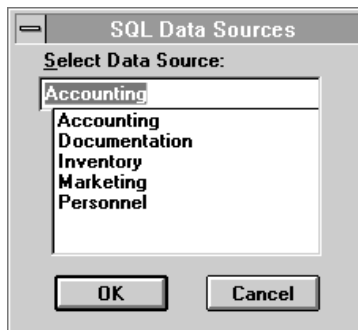 SQL Data Sources
Select Data Source:
Accounting
Accounting
Documentation
Inventory
Marketing
Personnel
OK Cancel